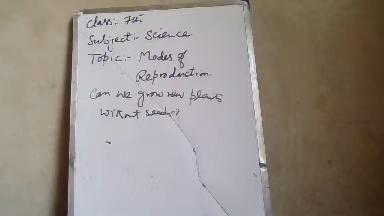 Class:- 7th
Subject:- Science
Topic:- Modes of
Reproduction
Can we grow new plants
without seeds?